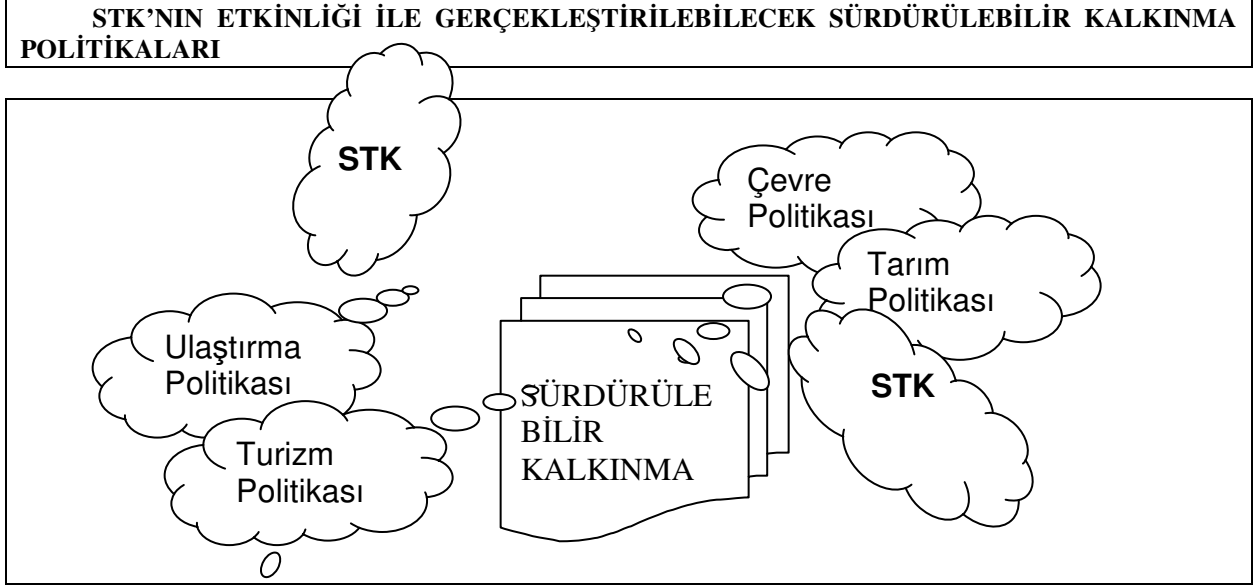 STK’NIN ETKİNLİĞİ İLE GERÇEKLEŞTİRİLEBİLECEK SÜRDÜRÜLEBİLİR KALKINMA
POLİTİKALARI
STK
Çevre
Politikası
Tarım
Politikası
Ulaştırma
Politikası
STK
SÜRDÜRÜLE
BİLİR
KALKINMA
Turizm
Politikası